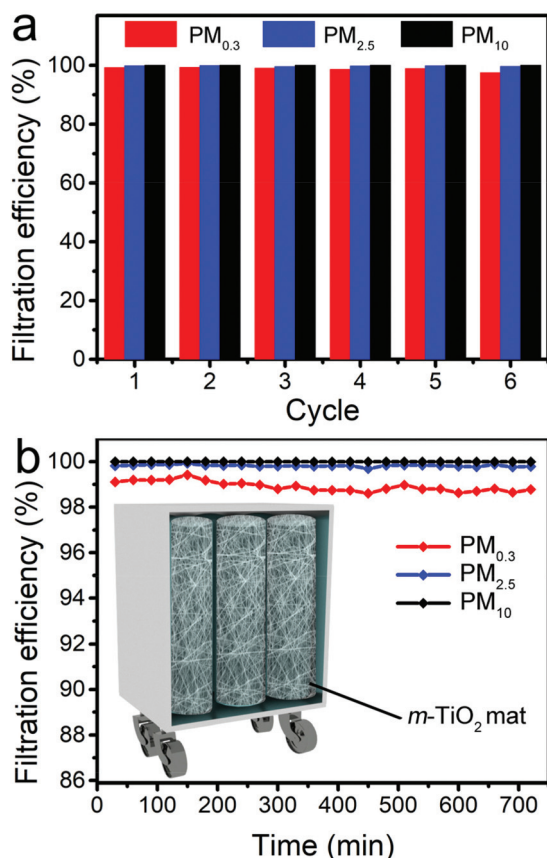 a
PM0.3 PM2.5 PM10
Filtration efficiency (%)
100
80
60
40
20
0
1 2 3 4 5 6
Cycle
b
Filtration efficiency (%)
100
98
96
94
92
90
88
86
PM0.3
PM2.5
PM10
m-TiO2 mat
0 100 200 300 400 500 600 700
Time (min)